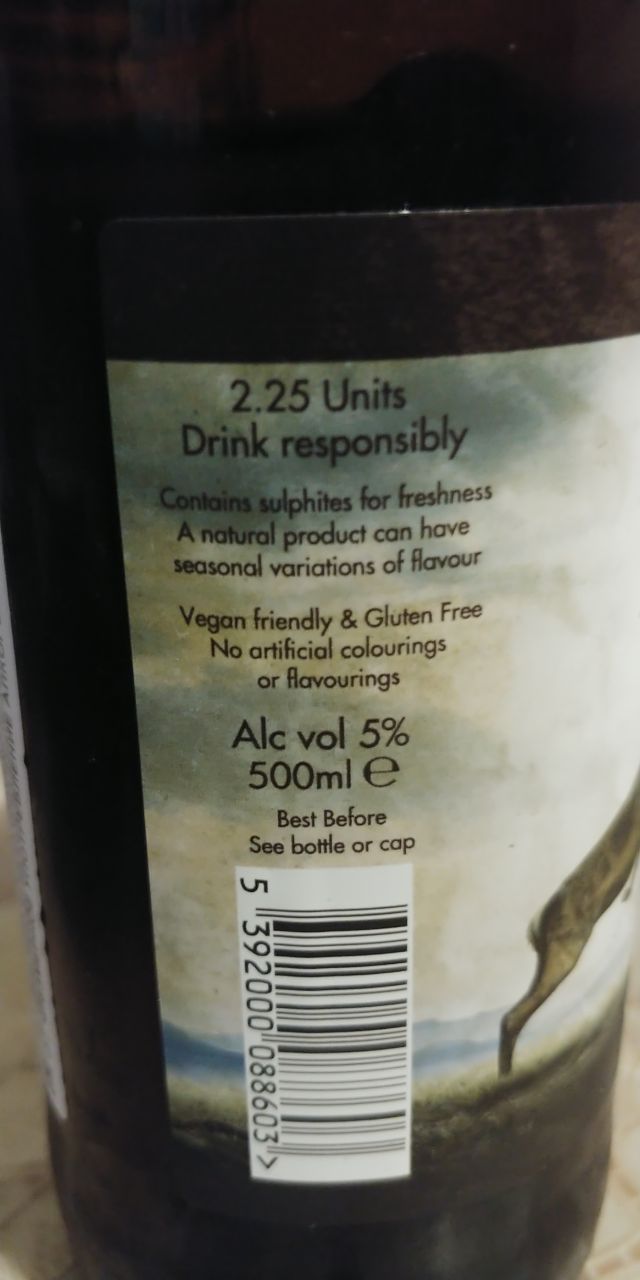 2.25 Units
Drink responsibly
Contains sulphites for freshness
A natural product can have
seasonal variations of flavour
Vegan friendly & Gluten Free
No artificial colourings
or flavourings
Alc vol 5%
500ml ℮
Best Before
See bottle or cap
5 392000 088603 >